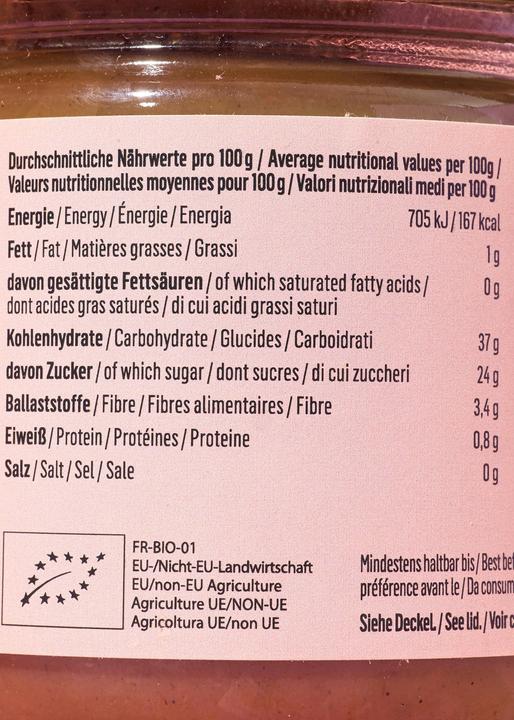 Durchschnittliche Nährwerte pro 100 g / Average nutritional values per 100g /
Valeurs nutritionnelles moyennes pour 100 g / Valori nutrizionali medi per 100 g
Energie / Energy / Énergie / Energia 705 kJ / 167 kcal
Fett / Fat / Matières grasses / Grassi 1 g
davon gesättigte Fettsäuren / of which saturated fatty acids / 0 g
dont acides gras saturés / di cui acidi grassi saturi
Kohlenhydrate / Carbohydrate / Glucides / Carboidrati 37 g
davon Zucker / of which sugar / dont sucres / di cui zuccheri 24 g
Ballaststoffe / Fibre / Fibres alimentaires / Fibre 3,4 g
Eiweiß / Protein / Protéines / Proteine 0,8 g
Salz / Salt / Sel / Sale 0 g
FR-BIO-01
EU-/Nicht-EU-Landwirtschaft
EU/non-EU Agriculture
Agriculture UE/NON-UE
Agricoltura UE/non UE
Mindestens haltbar bis / Best
préférence avant le / Da
Siehe Deckel. / See lid. / Voir